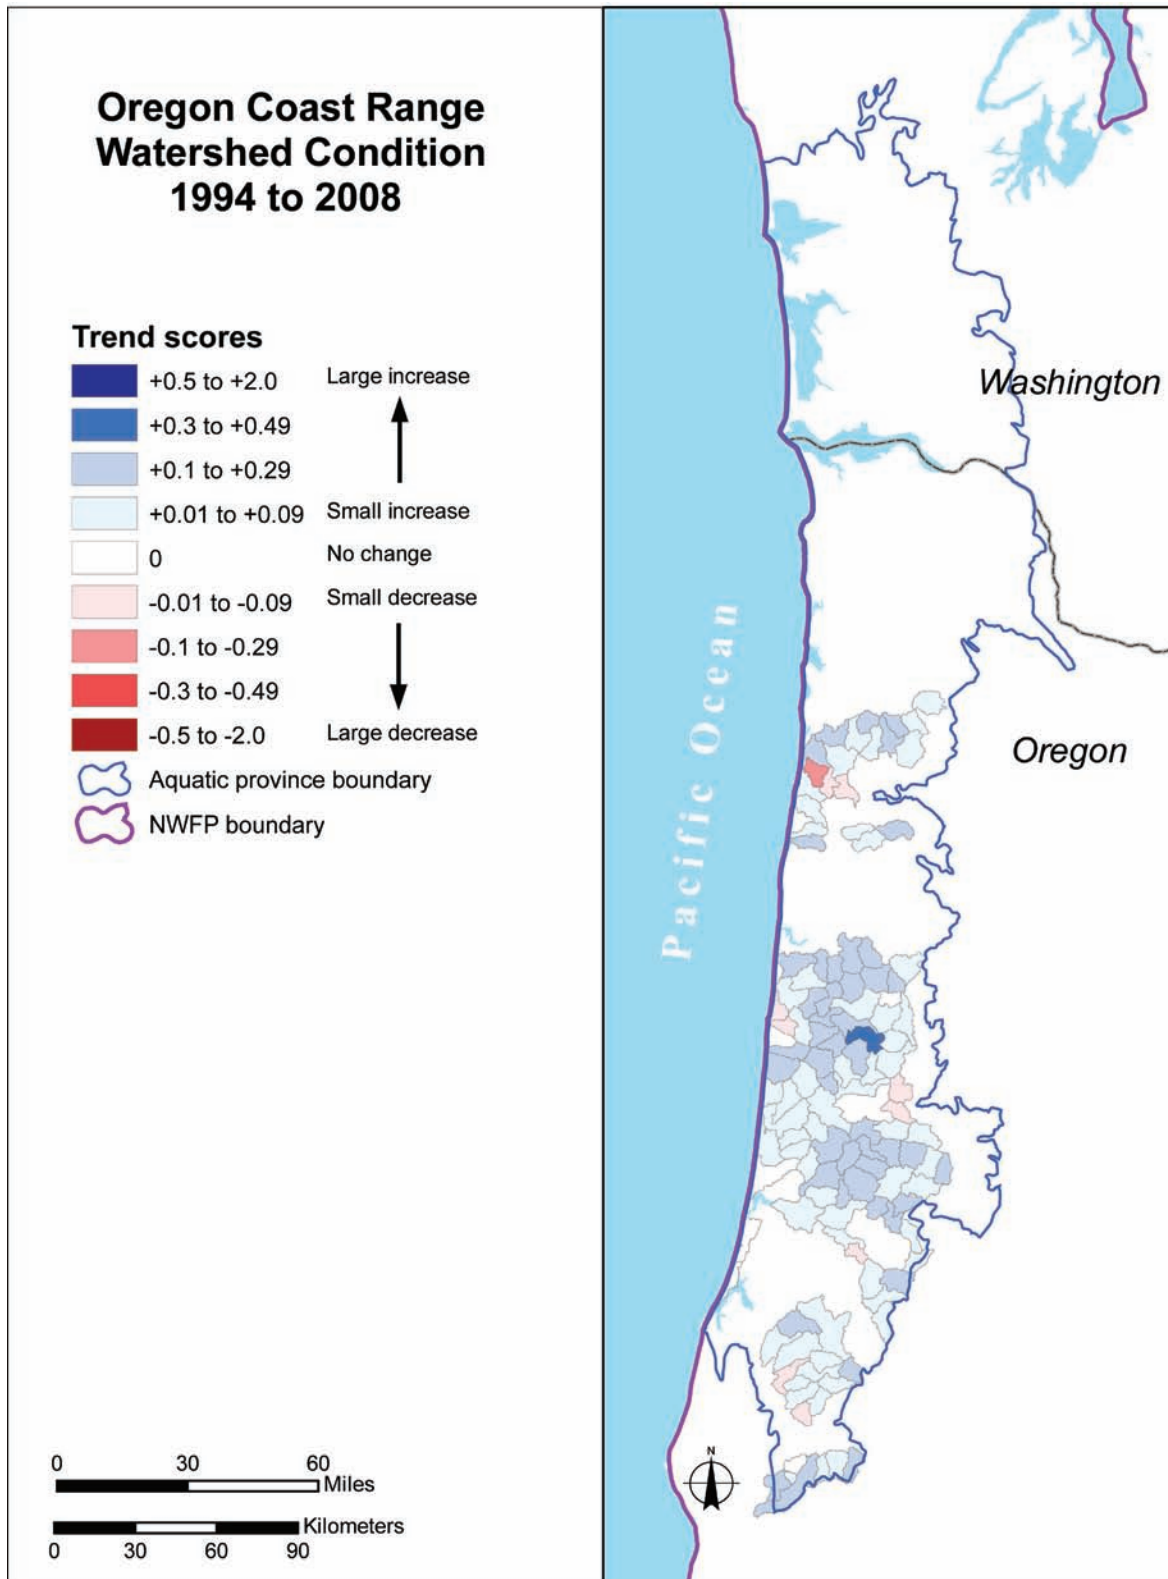 Oregon Coast Range
Watershed Condition
1994 to 2008
Trend scores
+0.5 to +2.0 Large increase
+0.3 to +0.49
+0.1 to +0.29
+0.01 to +0.09 Small increase
0 No change
-0.01 to -0.09 Small decrease
-0.1 to -0.29
-0.3 to -0.49
-0.5 to -2.0 Large decrease
Aquatic province boundary
NWFP boundary
0 30 60
Miles
Kilometers
0 30 60 90
Washington
Oregon
Pacific Ocean
N